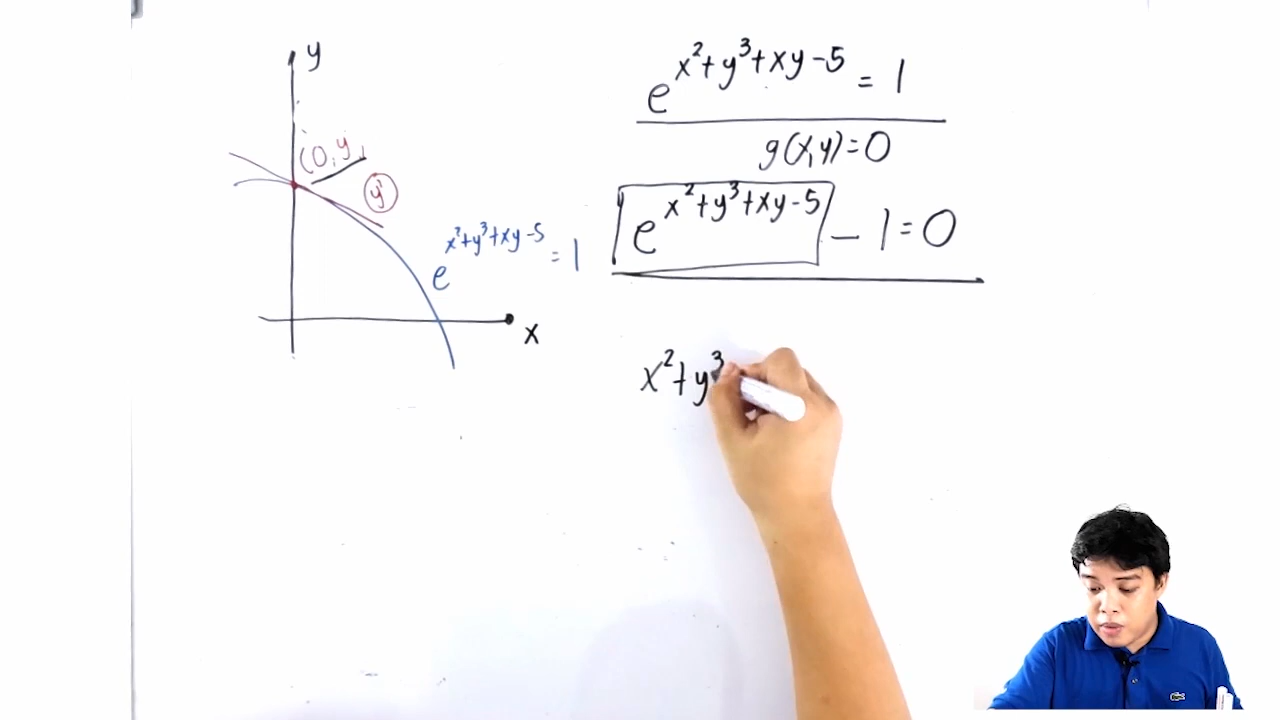 y
(0, y)
y'
e^{x²+y³+xy-5} = 1
x
e^{x²+y³+xy-5} = 1
g(x,y)=0
e^{x²+y³+xy-5} - 1 = 0
x²+y³